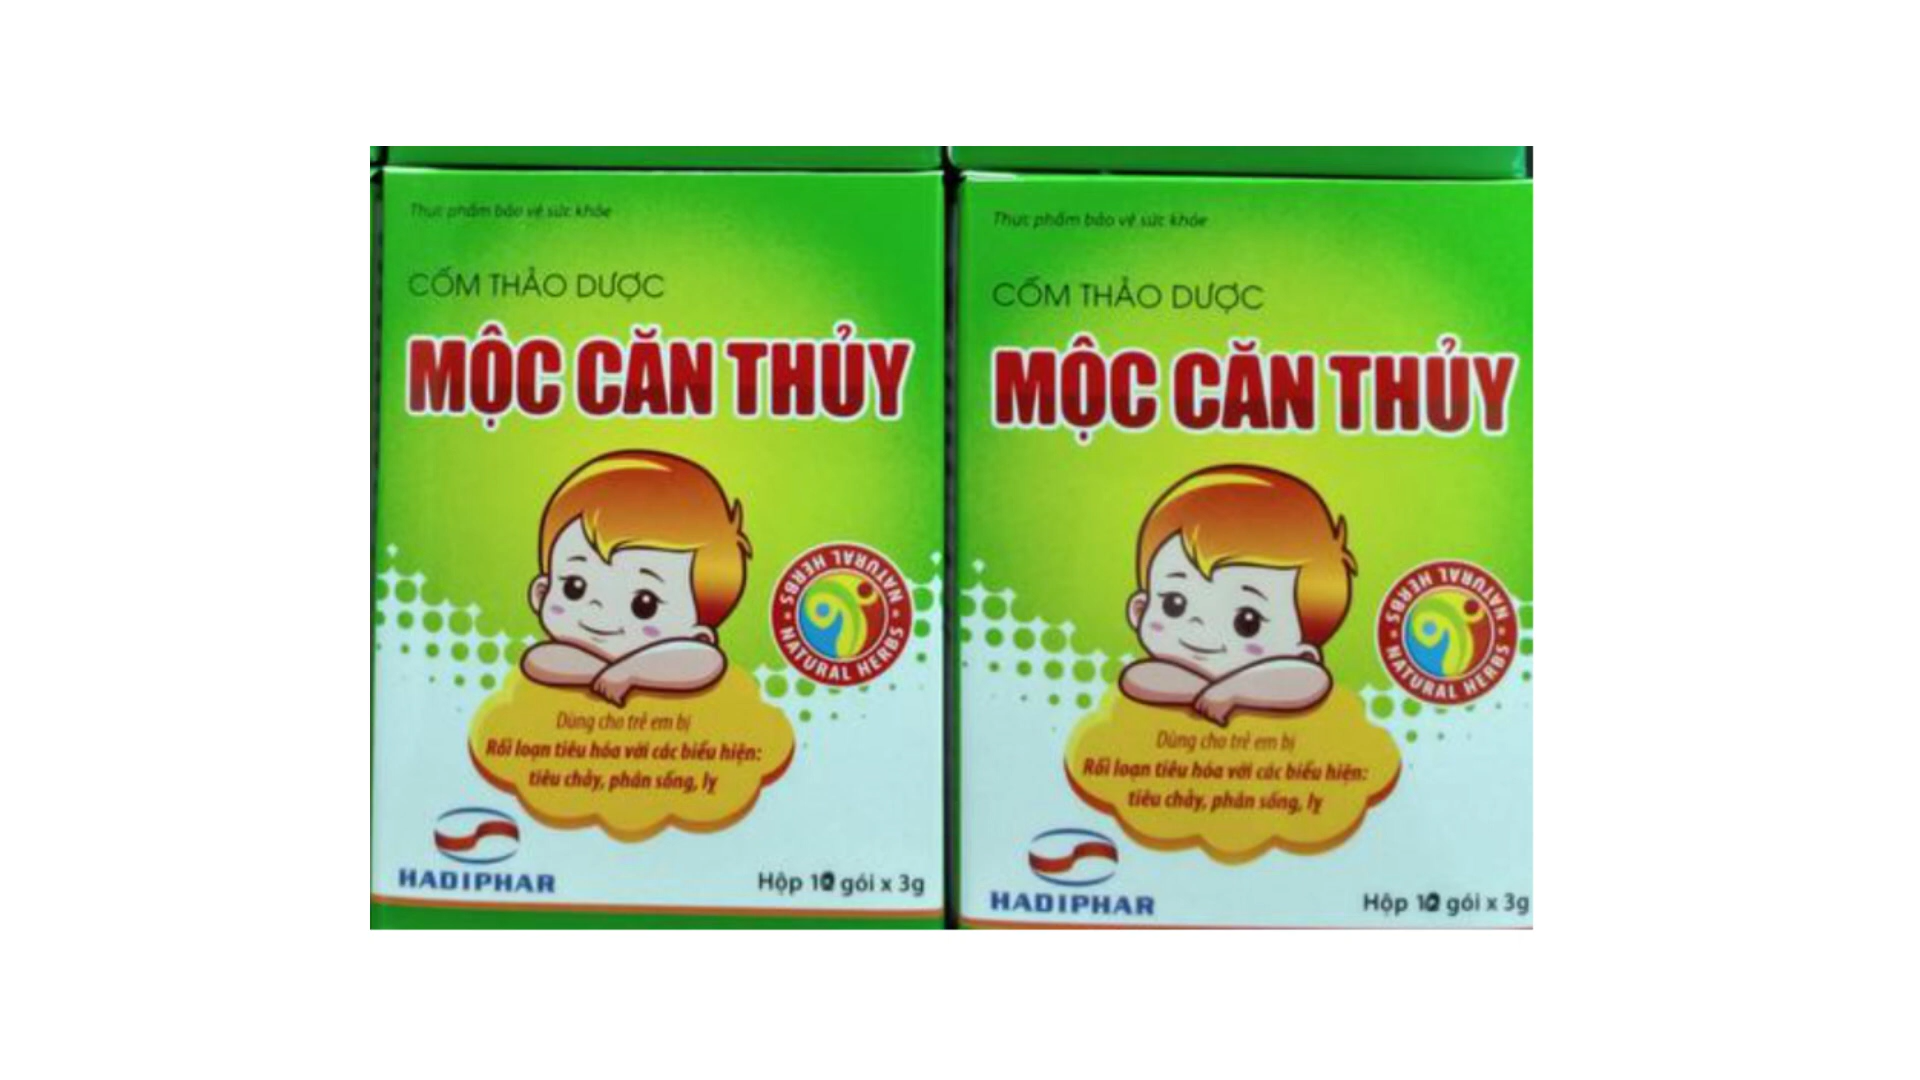 Thực phẩm bảo vệ sức khỏe
CỐM THẢO DƯỢC
MỘC CĂN THỦY
NATURAL HERBS • NATURAL HERBS •
Dùng cho trẻ em bị
Rối loạn tiêu hóa với các biểu hiện:
tiêu chảy, phân sống, lỵ
HADIPHAR
Hộp 10 gói x 3g
Thực phẩm bảo vệ sức khỏe
CỐM THẢO DƯỢC
MỘC CĂN THỦY
NATURAL HERBS • NATURAL HERBS •
Dùng cho trẻ em bị
Rối loạn tiêu hóa với các biểu hiện:
tiêu chảy, phân sống, lỵ
HADIPHAR
Hộp 10 gói x 3g